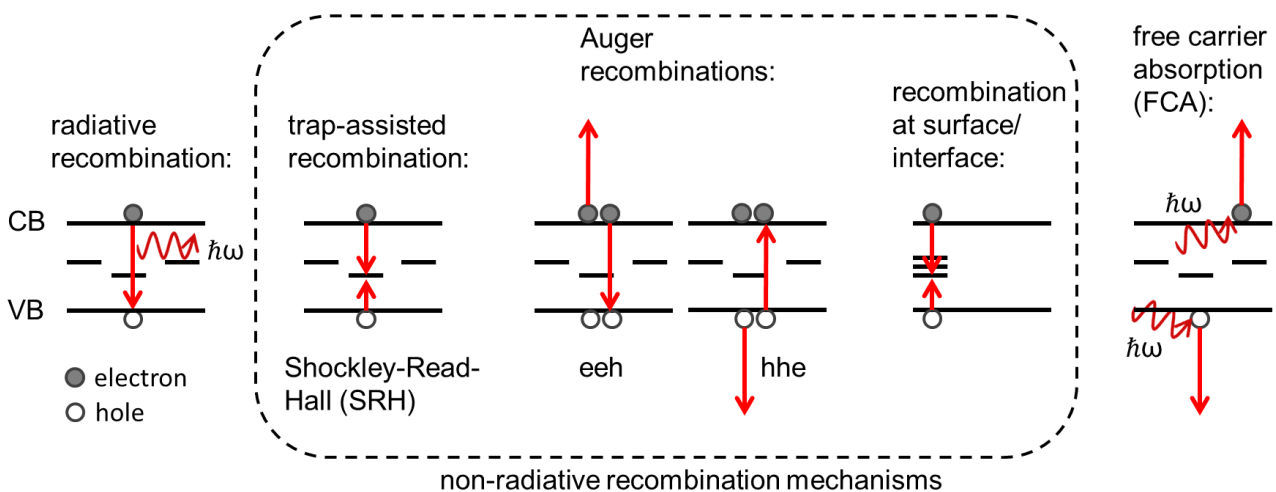 radiative
recombination:
trap-assisted
recombination:
Auger
recombinations:
recombination
at surface/
interface:
free carrier
absorption
(FCA):
CB
VB
ħω
ħω
ħω
electron
hole
Shockley-Read-
Hall (SRH)
eeh
hhe
non-radiative recombination mechanisms